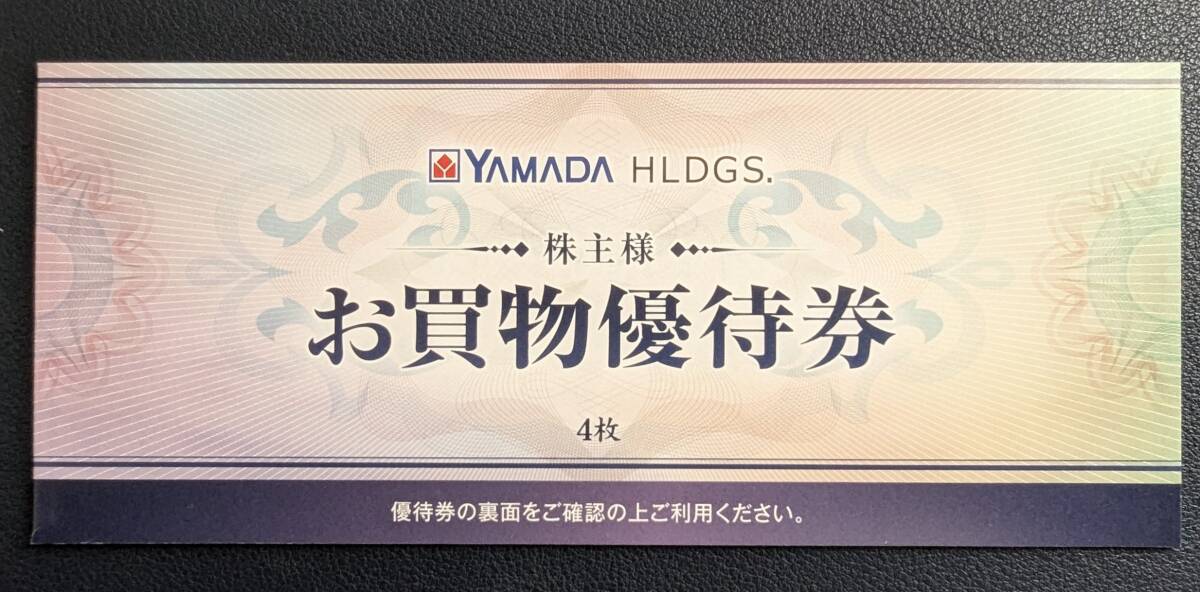 YAMADA HLDGS.
株主様
お買物優待券
4枚
優待券の裏面をご確認の上ご利用ください。